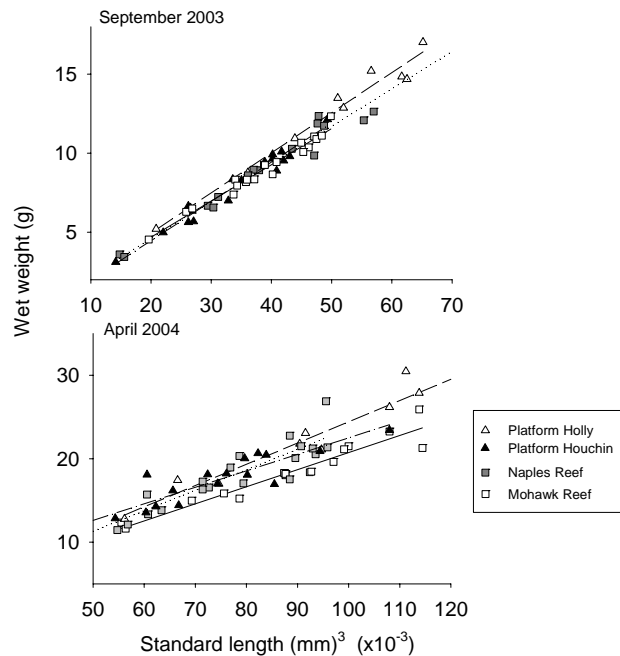 September 2003
15
10
5
10 20 30 40 50 60 70
Wet weight (g)
April 2004
30
20
10
50 60 70 80 90 100 110 120
Standard length (mm)³ (x10⁻³)
Platform Holly
Platform Houchin
Naples Reef
Mohawk Reef